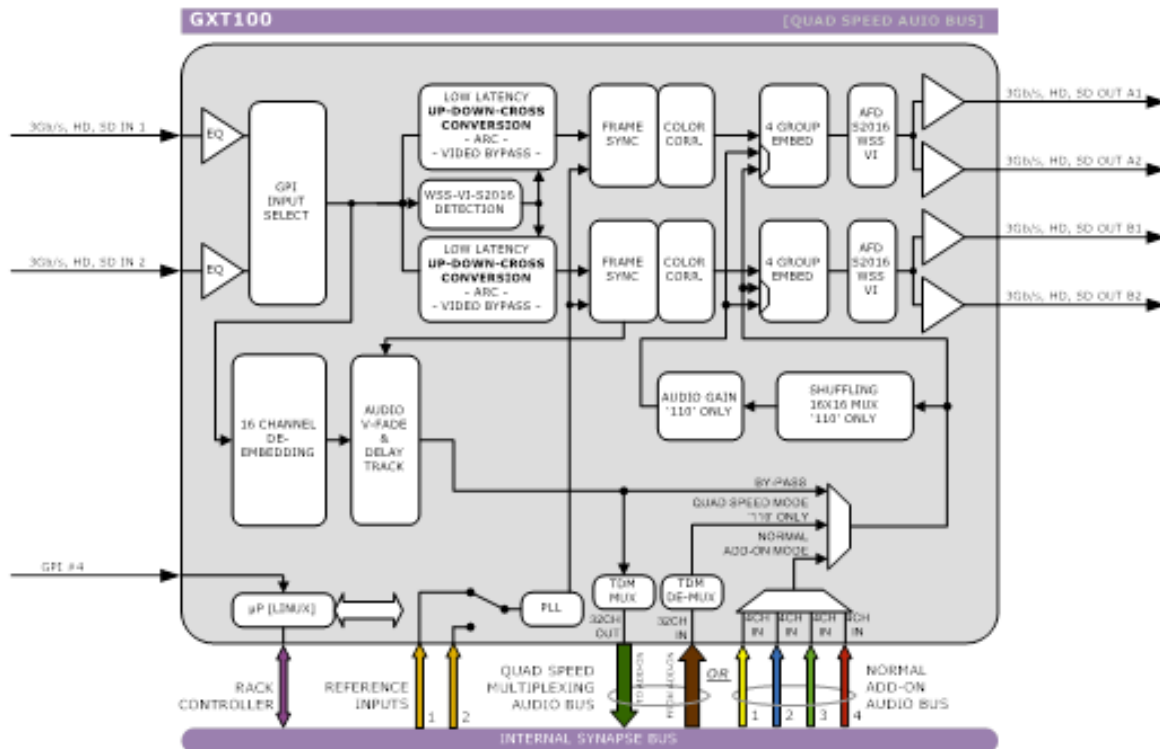 GXT100
[QUAD SPEED AUIO BUS]
3Gb/s, HD, SD IN 1
EQ
GPI
INPUT
SELECT
LOW LATENCY
UP-DOWN-CROSS
CONVERSION
- ARC -
- VIDEO BYPASS -
FRAME
SYNC
COLOR
CORR.
4 GROUP
EMBED
AFD
S2016
WSS
VI
3Gb/s, HD, SD OUT A1
3Gb/s, HD, SD OUT A2
WSS-VI-S2016
DETECTION
3Gb/s, HD, SD IN 2
EQ
LOW LATENCY
UP-DOWN-CROSS
CONVERSION
- ARC -
- VIDEO BYPASS -
FRAME
SYNC
COLOR
CORR.
4 GROUP
EMBED
AFD
S2016
WSS
VI
3Gb/s, HD, SD OUT B1
3Gb/s, HD, SD OUT B2
16 CHANNEL
DE-
EMBEDDING
AUDIO
V-FADE
&
DELAY
TRACK
AUDIO GAIN
'110' ONLY
SHUFFLING
16X16 MUX
'110' ONLY
BY-PASS
QUAD SPEED MODE
'110' ONLY
NORMAL
ADD-ON MODE
GPI #4
µP [LINUX]
PLL
TDM
MUX
TDM
DE-MUX
32CH
OUT
32CH
IN
4CH
IN
4CH
IN
4CH
IN
4CH
IN
RACK
CONTROLLER
REFERENCE
INPUTS
1
2
QUAD SPEED
MULTIPLEXING
AUDIO BUS
TO ADD-ON
FROM ADD-ON
OR
1
2
3
4
NORMAL
ADD-ON
AUDIO BUS
INTERNAL SYNAPSE BUS